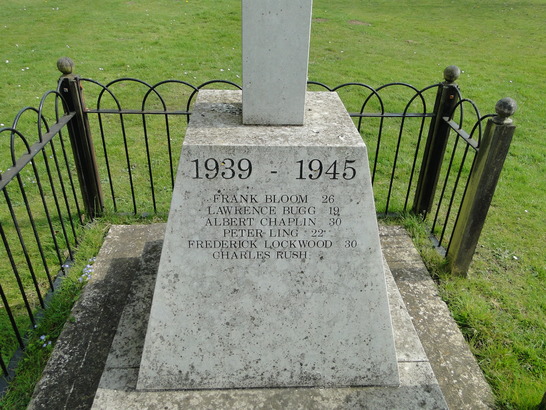 1939 - 1945
FRANK BLOOM 26
LAWRENCE BUGG 19
ALBERT CHAPLIN 30
PETER LING 22
FREDERICK LOCKWOOD 30
CHARLES RUSH